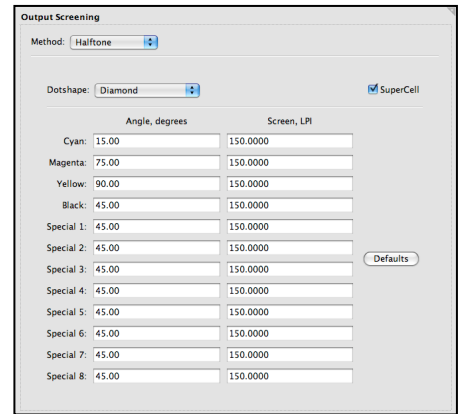 Output Screening
Method: Halftone
Dotshape: Diamond SuperCell
Angle, degrees Screen, LPI
Cyan: 15.00 150.0000
Magenta: 75.00 150.0000
Yellow: 90.00 150.0000
Black: 45.00 150.0000
Special 1: 45.00 150.0000
Special 2: 45.00 150.0000
Defaults
Special 3: 45.00 150.0000
Special 4: 45.00 150.0000
Special 5: 45.00 150.0000
Special 6: 45.00 150.0000
Special 7: 45.00 150.0000
Special 8: 45.00 150.0000